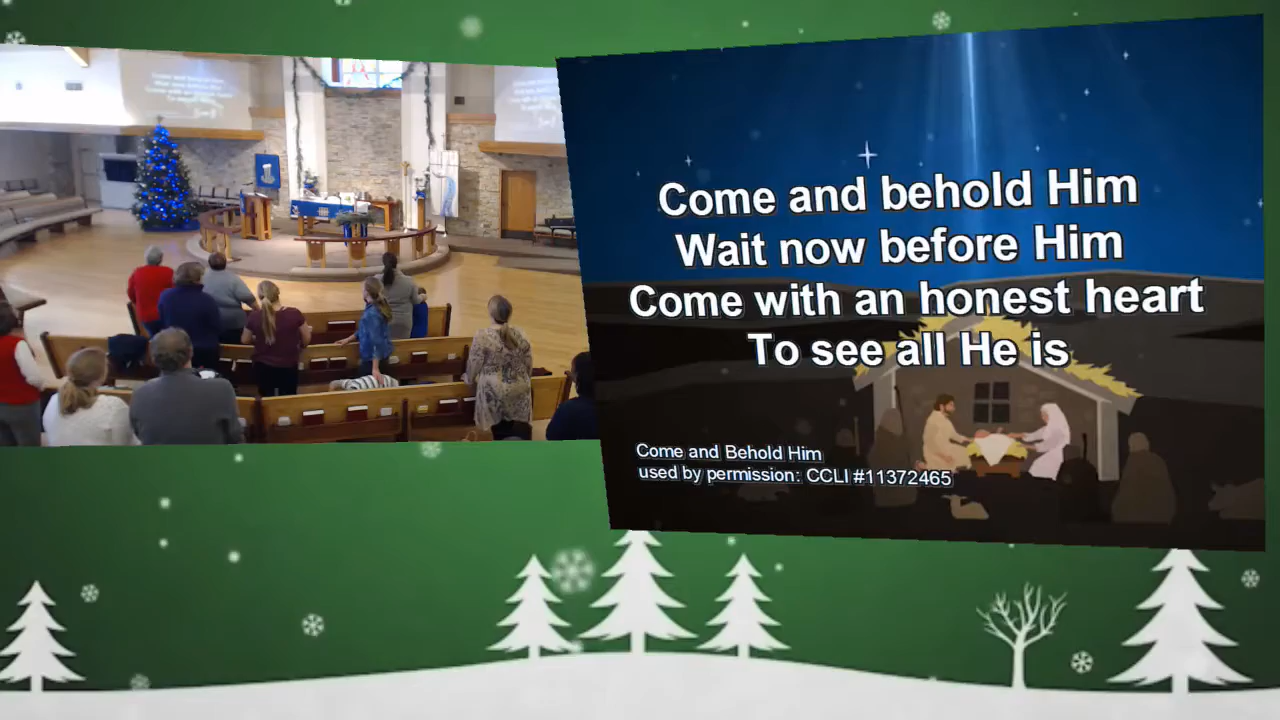 Come and behold Him
Wait now before Him
Come with an honest heart
To see all He is
Come and Behold Him
used by permission: CCLI #11372465